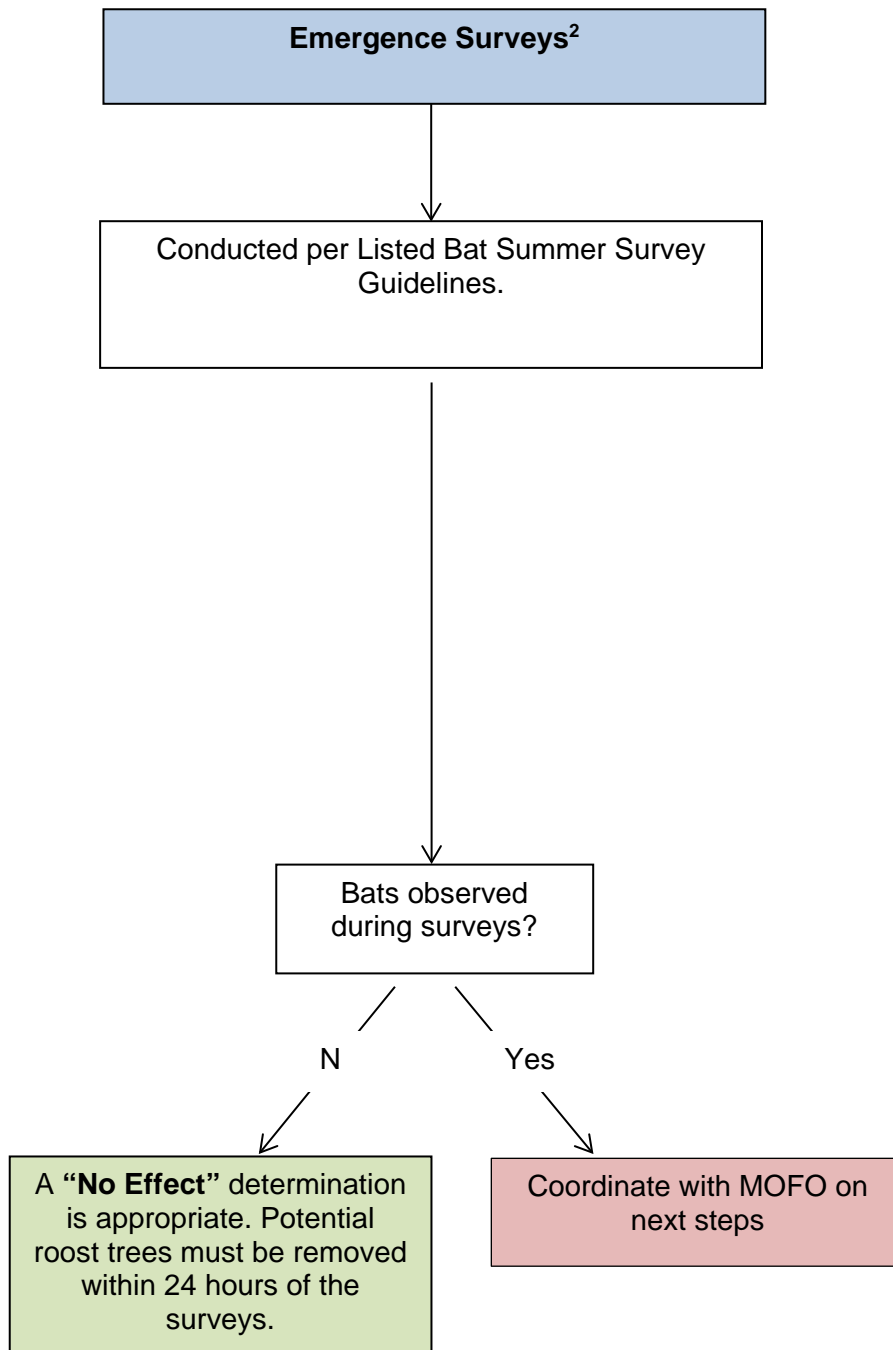 Emergence Surveys²
Conducted per Listed Bat Summer Survey
Guidelines.
Bats observed
during surveys?
N
Yes
A “No Effect” determination
is appropriate. Potential
roost trees must be removed
within 24 hours of the
surveys.
Coordinate with MOFO on
next steps